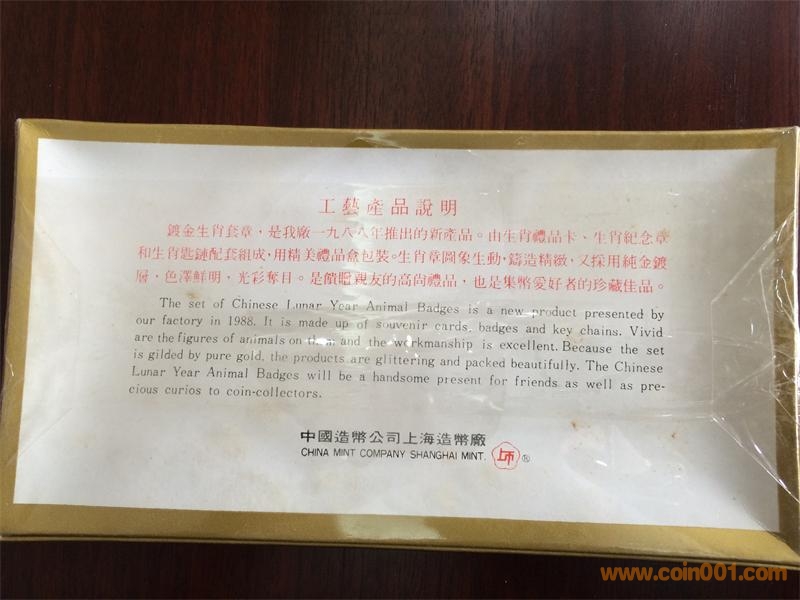 工藝產品說明
鍍金生肖套章，是我廠一九八八年推出的新產品。由生肖禮品卡、生肖紀念章
和生肖匙鏈配套組成，用精美禮品盒包裝。生肖章圖象生動，鑄造精緻，又采用純金鍍
層，色澤鮮明，光彩奪目。是饋贈親友的高尚禮品，也是集幣愛好者的珍藏佳品。
The set of Chinese Lunar Year Animal Badges is a new product presented by
our factory in 1988. It is made up of souvenir cards, badges and key chains. Vivid
are the figures of animals on them and the workmanship is excellent. Because the set
is gilded by pure gold, the products are glittering and packed beautifully. The Chinese
Lunar Year Animal Badges will be a handsome present for friends as well as pre-
cious curios to coin-collectors.
中國造幣公司上海造幣廠
CHINA MINT COMPANY SHANGHAI MINT.
上币 ®
www.coin001.com